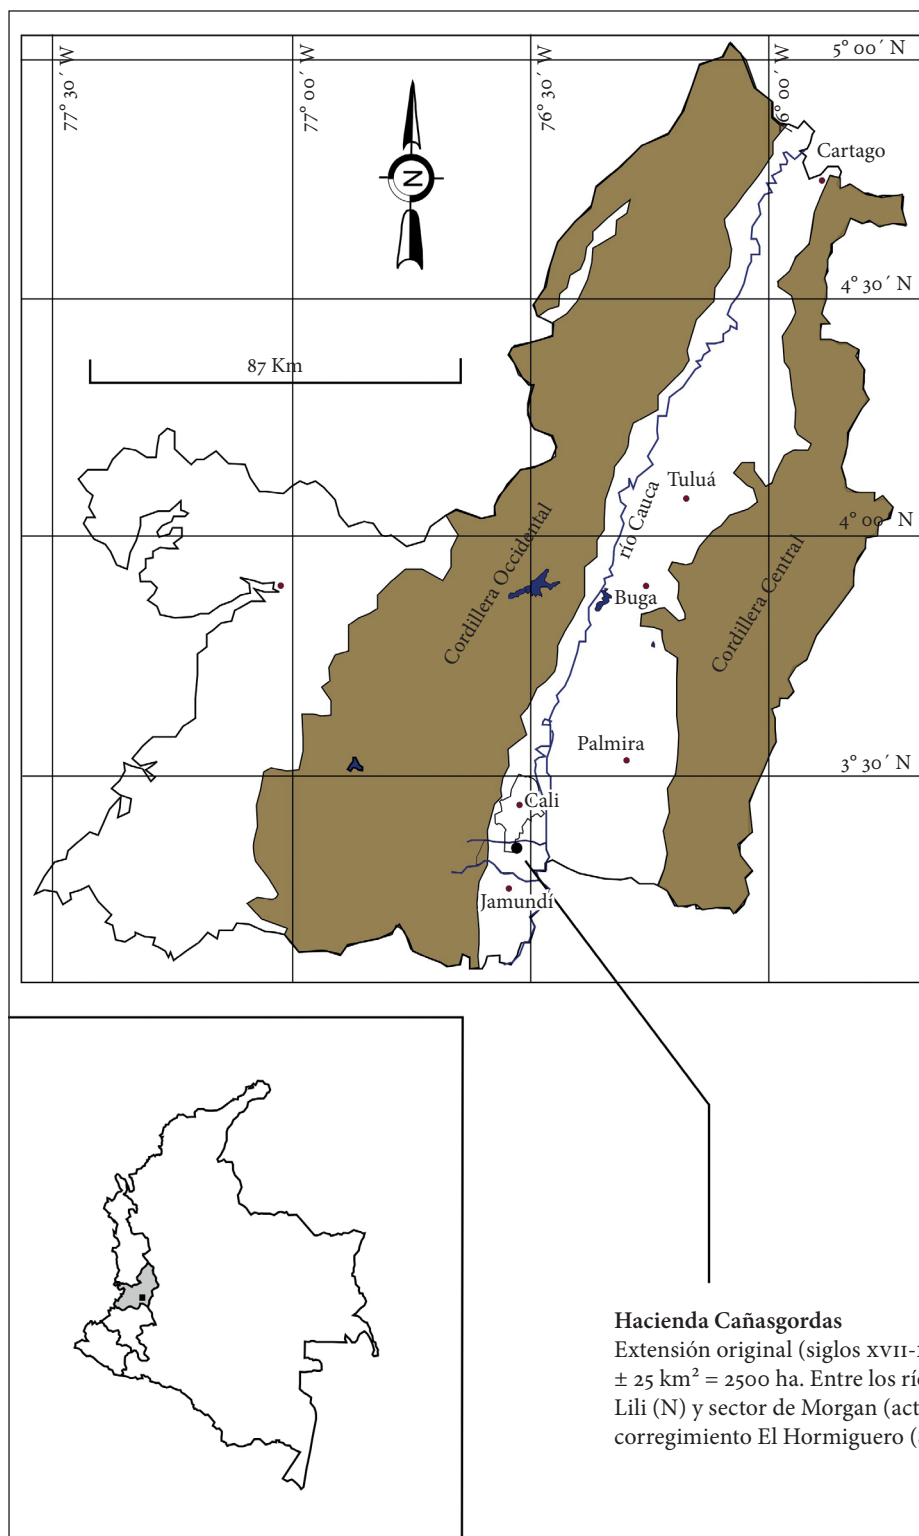 77° 30´ W
77° 00´ W
76° 30´ W
76° 00´ W
5° 00´ N
N
Cartago
4° 30´ N
87 Km
Tuluá
río Cauca
4° 00´ N
Cordillera Occidental
Cordillera Central
Buga
Palmira
3° 30´ N
Cali
Jamundí
Hacienda Cañasgordas
Extensión original (siglos XVII-
± 25 km² = 2500 ha. Entre los
Lili (N) y sector de Morgan
corregimiento El Hormiguero